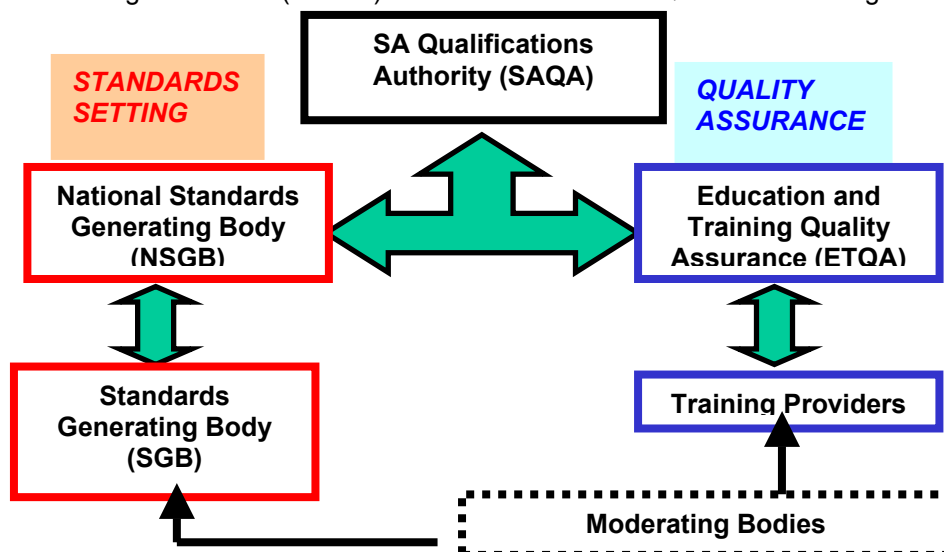 SA Qualifications
Authority (SAQA)
STANDARDS
SETTING
QUALITY
ASSURANCE
National Standards
Generating Body
(NSGB)
Education and
Training Quality
Assurance (ETQA)
Standards
Generating Body
(SGB)
Training Providers
Moderating Bodies